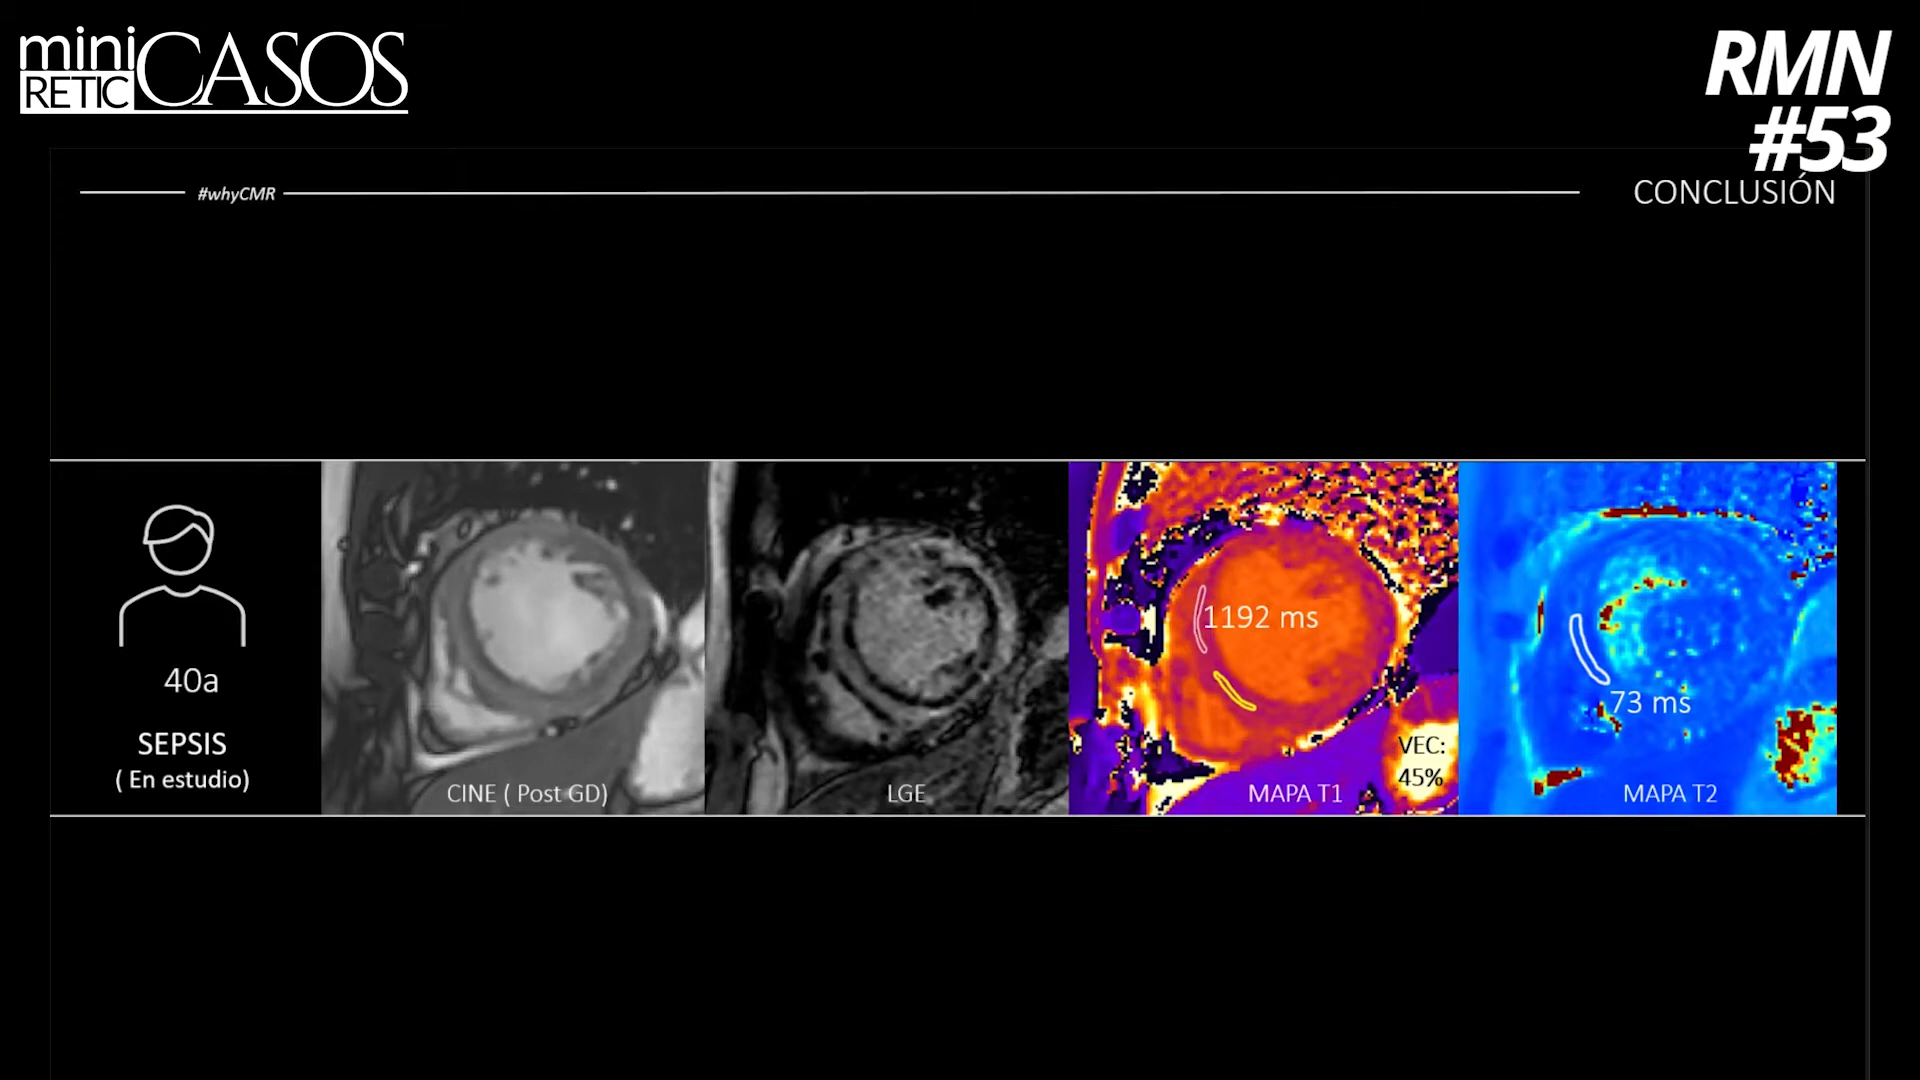 mini
RETIC CASOS
RMN
#53
#whyCMR
CONCLUSIÓN
40a
SEPSIS
( En estudio)
CINE ( Post GD)
LGE
1192 ms
VEC:
45%
MAPA T1
73 ms
MAPA T2